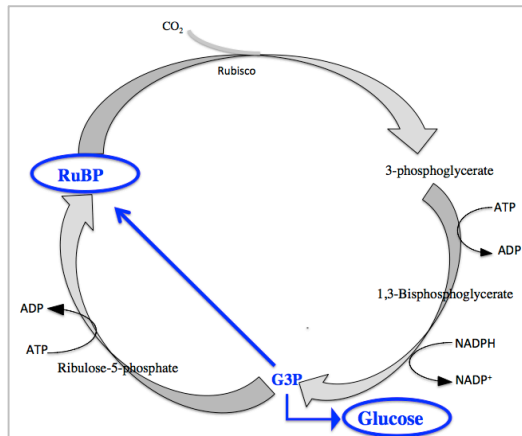 CO2
Rubisco
RuBP
3-phosphoglycerate
ATP
ADP
1,3-Bisphosphoglycerate
ADP
NADPH
ATP
Ribulose-5-phosphate
G3P
NADP+
Glucose